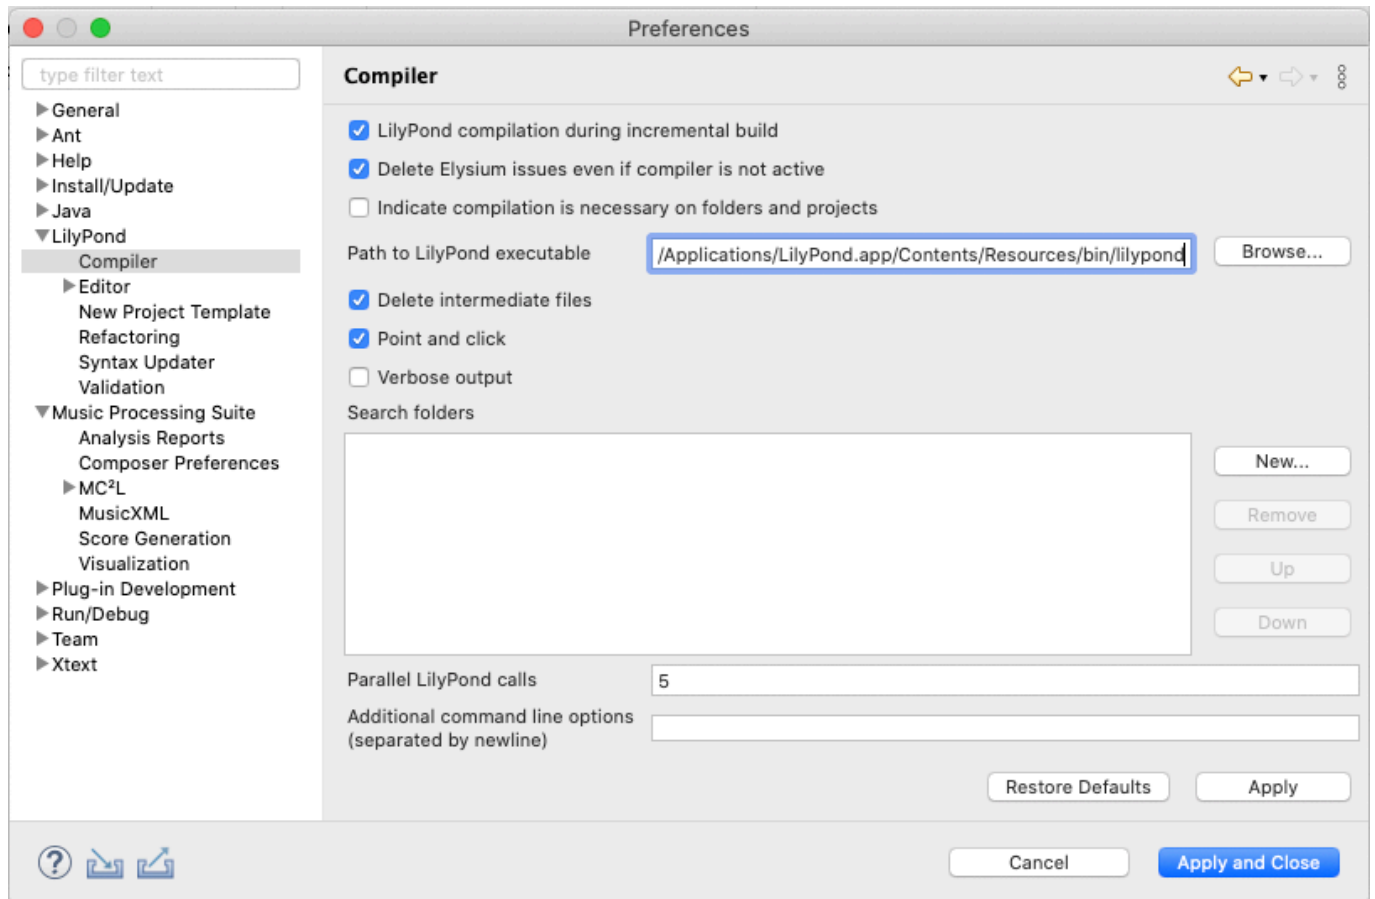 Preferences
type filter text
General
Ant
Help
Install/Update
Java
LilyPond
Compiler
Editor
New Project Template
Refactoring
Syntax Updater
Validation
Music Processing Suite
Analysis Reports
Composer Preferences
MC²L
MusicXML
Score Generation
Visualization
Plug-in Development
Run/Debug
Team
Xtext
Compiler
LilyPond compilation during incremental build
Delete Elysium issues even if compiler is not active
Indicate compilation is necessary on folders and projects
Path to LilyPond executable /Applications/LilyPond.app/Contents/Resources/bin/lilypond Browse...
Delete intermediate files
Point and click
Verbose output
Search folders
New...
Remove
Up
Down
Parallel LilyPond calls 5
Additional command line options
(separated by newline)
Restore Defaults Apply
? Cancel Apply and Close